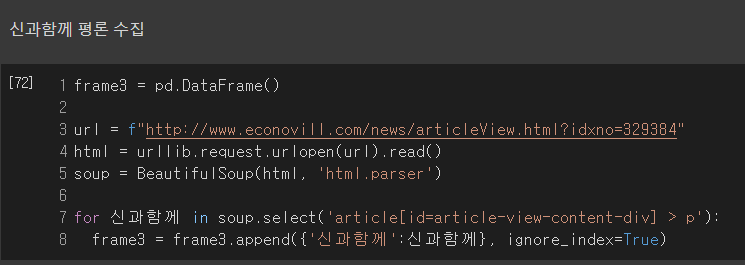 신과함께 평론 수집
[72]
1 frame3 = pd.DataFrame()
2
3 url = f"http://www.econovill.com/news/articleView.html?idxno=329384"
4 html = urllib.request.urlopen(url).read()
5 soup = BeautifulSoup(html, 'html.parser')
6
7 for 신과함께 in soup.select('article[id=article-view-content-div] > p'):
8   frame3 = frame3.append({'신과함께':신과함께}, ignore_index=True)